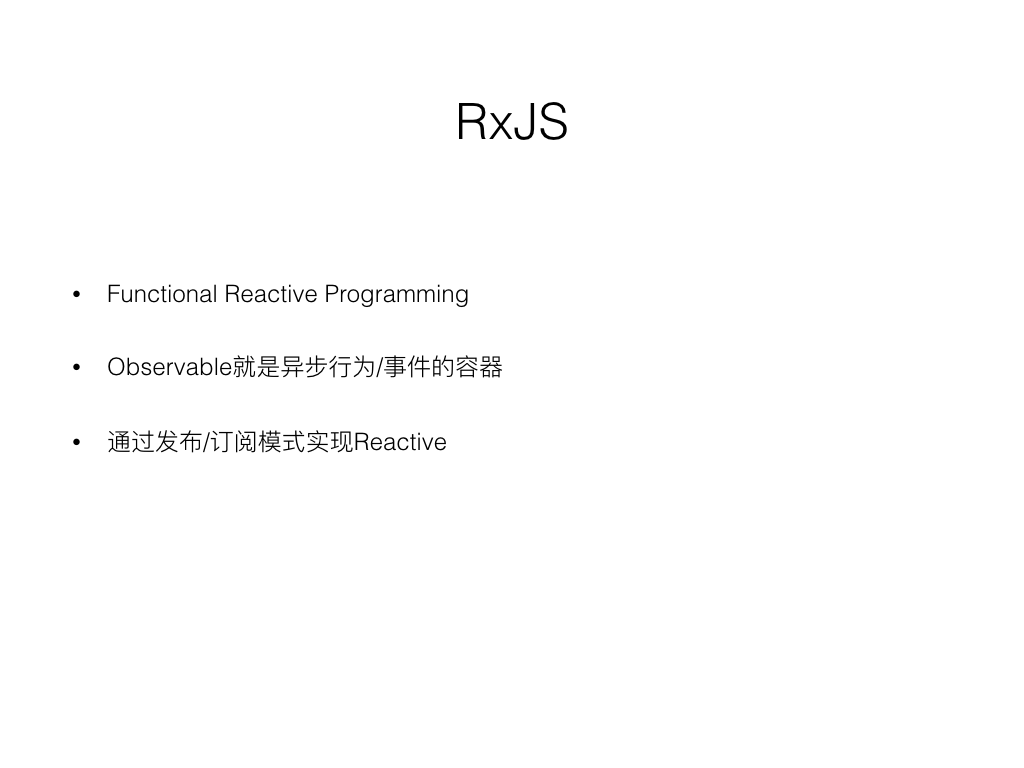 RxJS
• Functional Reactive Programming
• Observable就是异步行为/事件的容器
• 通过发布/订阅模式实现Reactive